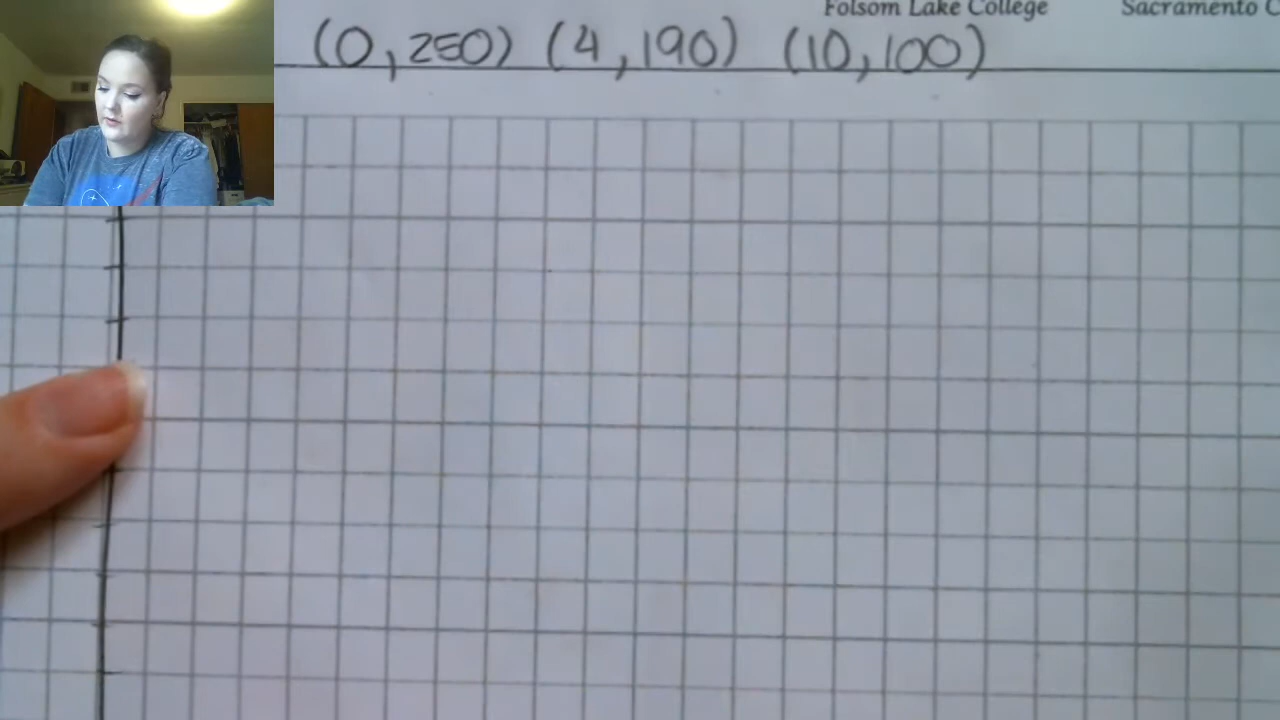 Folsom Lake College Sacramento
(0,250) (4,190) (10,100)